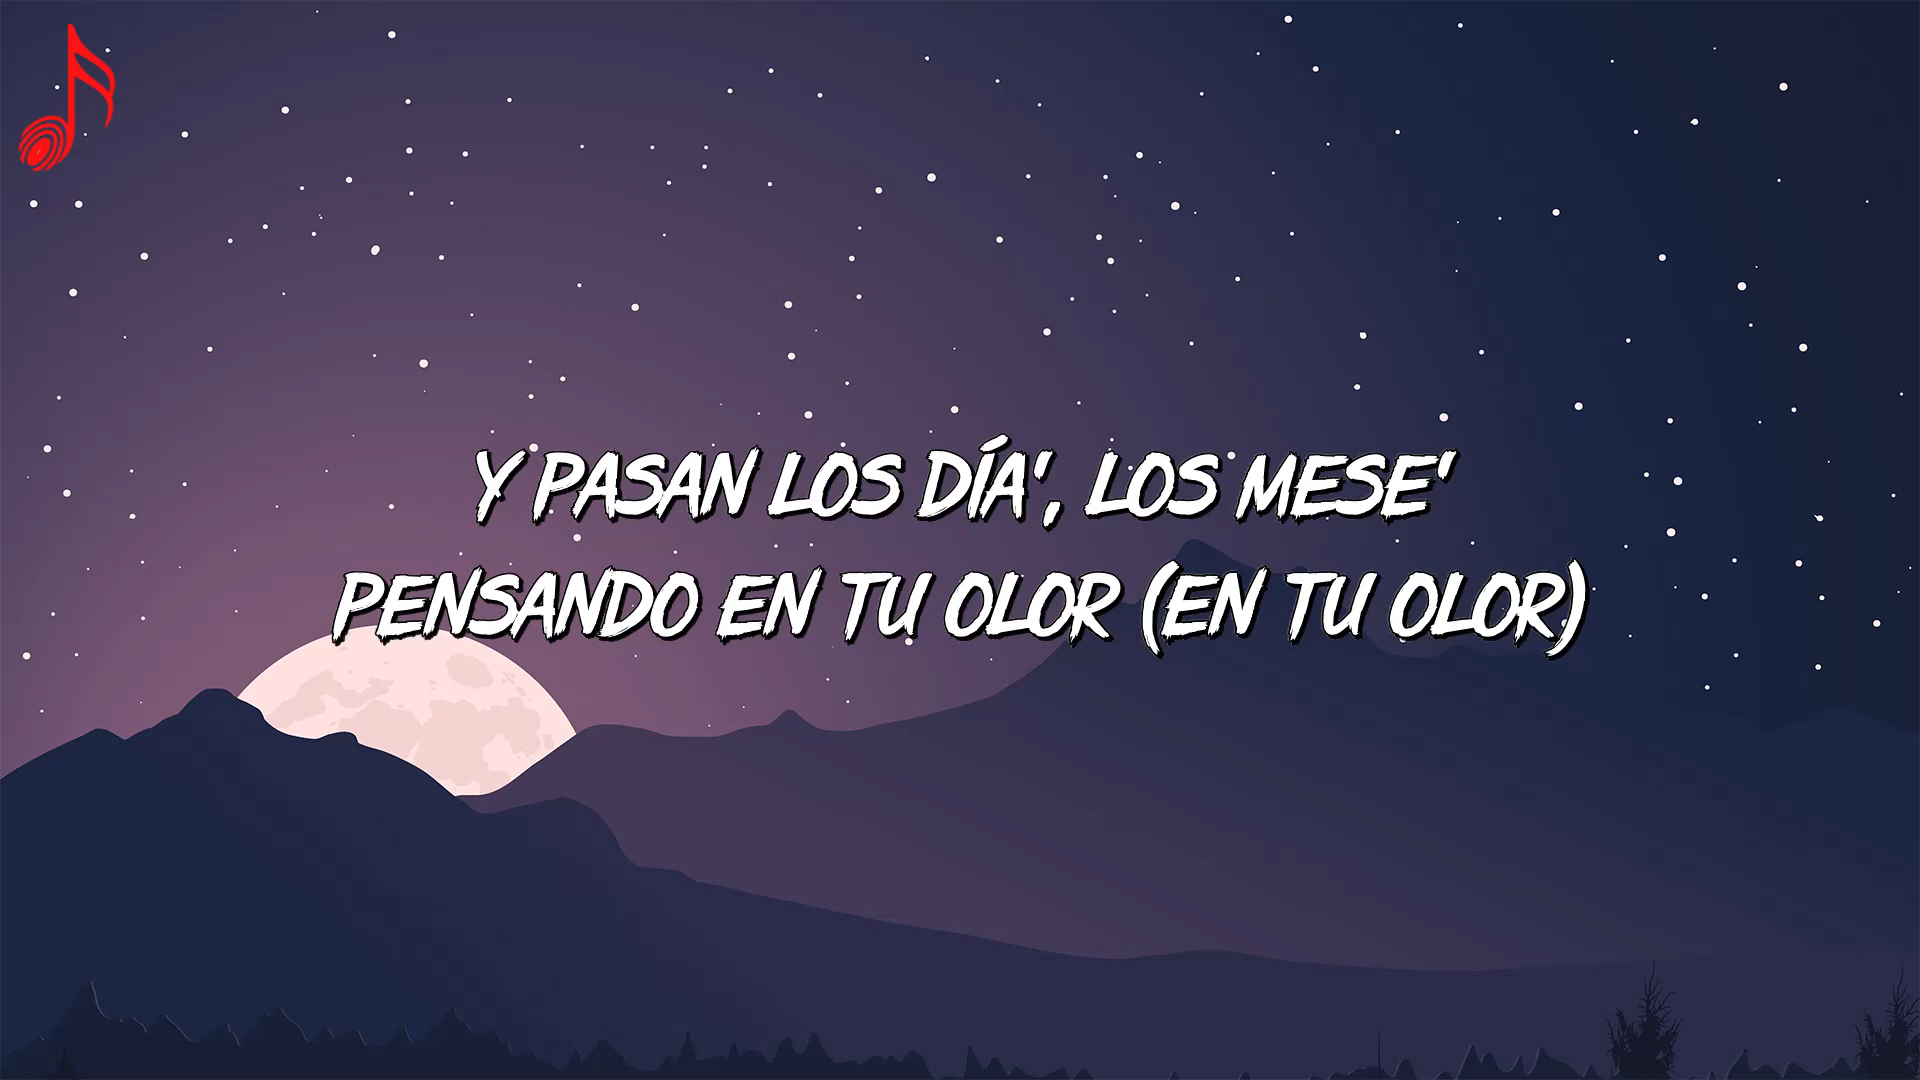 Y PASAN LOS DÍA', LOS MESE'
PENSANDO EN TU OLOR (EN TU OLOR)